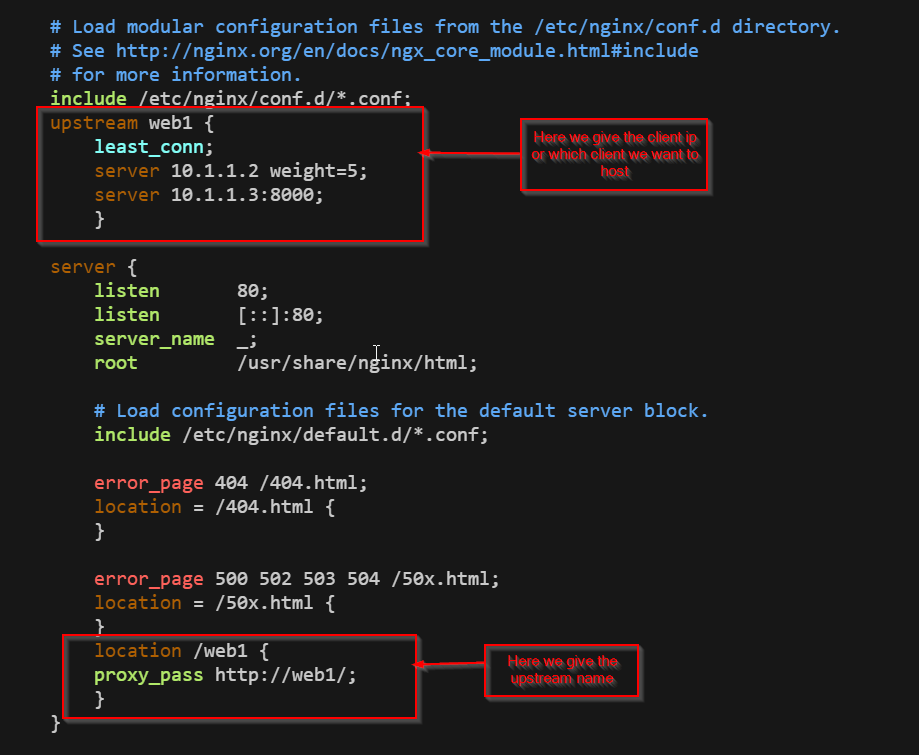 # Load modular configuration files from the /etc/nginx/conf.d directory.
# See http://nginx.org/en/docs/ngx_core_module.html#include
# for more information.
include /etc/nginx/conf.d/*.conf;
upstream web1 {
least_conn;
server 10.1.1.2 weight=5;
server 10.1.1.3:8000;
}
Here we give the client ip
or which client we want to
host
server {
listen 80;
listen [::]:80;
server_name _;
root /usr/share/nginx/html;
# Load configuration files for the default server block.
include /etc/nginx/default.d/*.conf;
error_page 404 /404.html;
location = /404.html {
}
error_page 500 502 503 504 /50x.html;
location = /50x.html {
}
location /web1 {
proxy_pass http://web1/;
}
Here we give the
upstream name
}